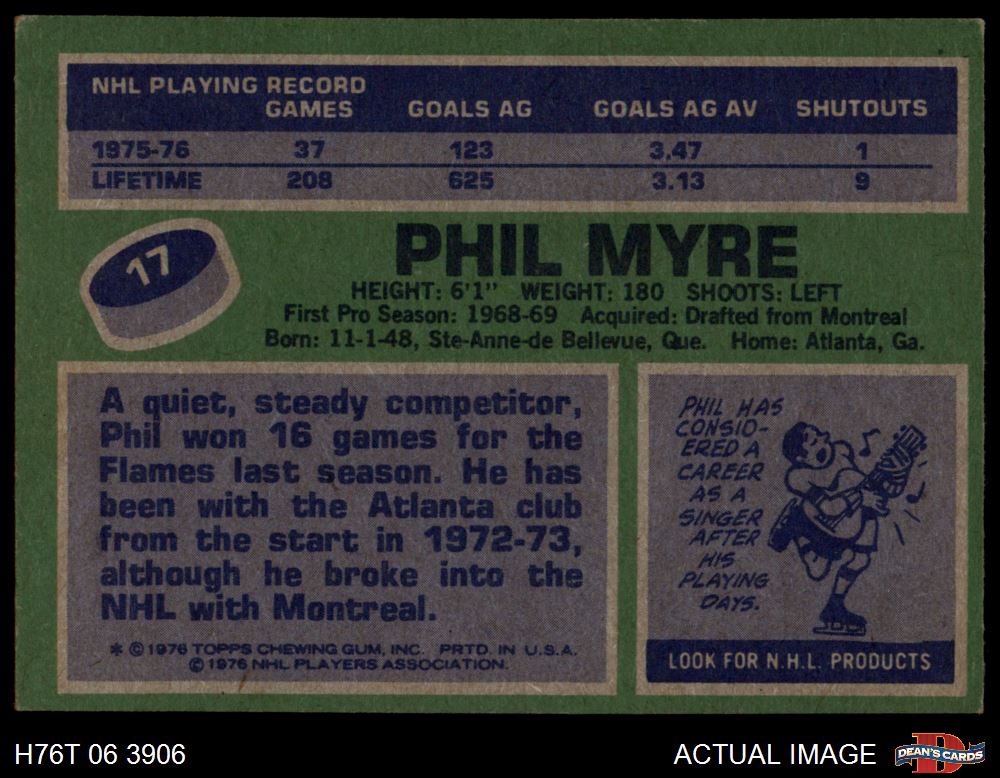 NHL PLAYING RECORD
GAMES GOALS AG GOALS AG AV SHUTOUTS
1975-76 37 123 3.47 1
LIFETIME 208 625 3.13 9
17
PHIL MYRE
HEIGHT: 6'1" WEIGHT: 180 SHOOTS: LEFT
First Pro Season: 1968-69 Acquired: Drafted from Montreal
Born: 11-1-48, Ste-Anne-de Bellevue, Que. Home: Atlanta, Ga.
A quiet, steady competitor,
Phil won 16 games for the
Flames last season. He has
been with the Atlanta club
from the start in 1972-73,
although he broke into the
NHL with Montreal.
* © 1976 TOPPS CHEWING GUM, INC. PRTD. IN U.S.A.
© 1976 NHL PLAYERS ASSOCIATION.
PHIL HAS
CONSID-
ERED A
CAREER
AS A
SINGER
AFTER
HIS
PLAYING
DAYS.
LOOK FOR N.H.L. PRODUCTS
H76T 06 3906
ACTUAL IMAGE
DEAN'S CARDS